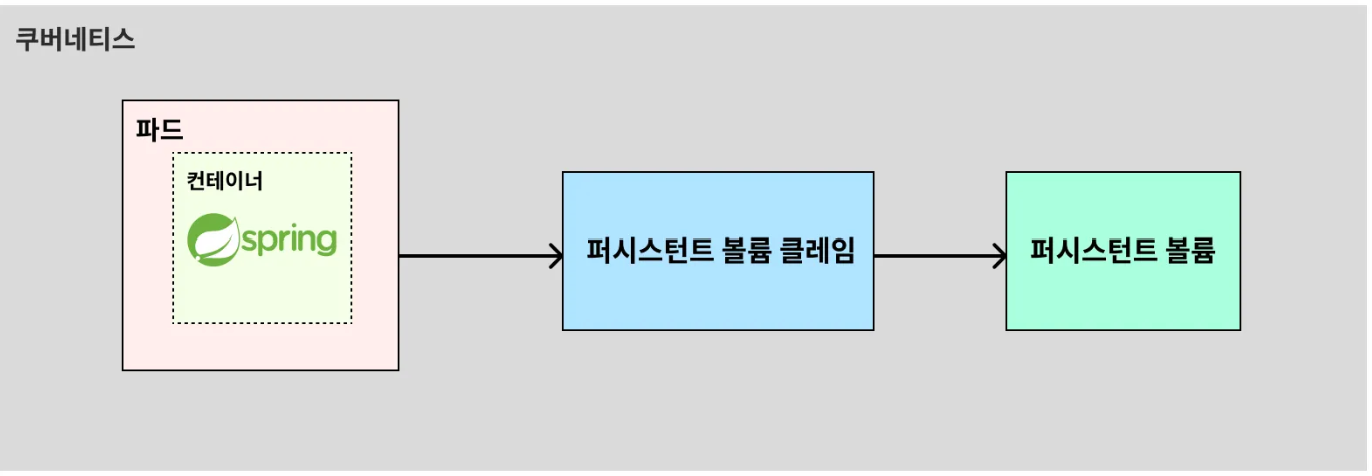 쿠버네티스
파드
컨테이너
spring
퍼시스턴트 볼륨 클레임
퍼시스턴트 볼륨